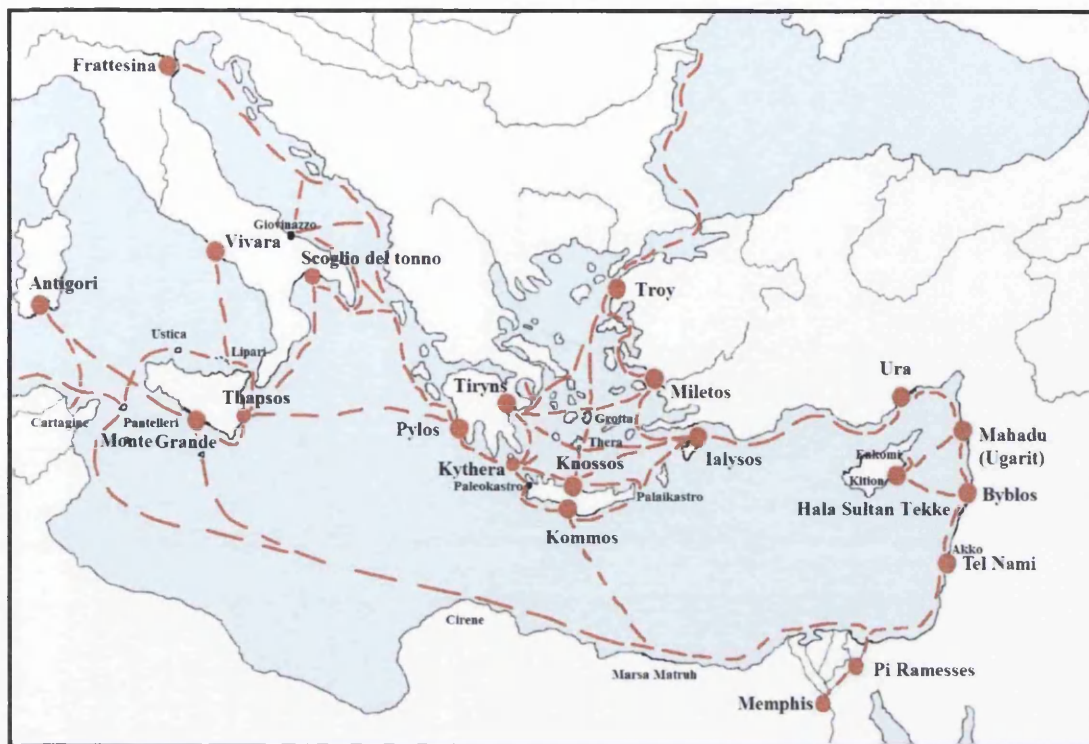 Frattesina
Giovinazzo
Vivara
Scoglio del tonno
Antigori
Troy
Ustica
Lipari
Ura
Tiryns
Miletos
Thapsos
Cartagine
Pantelleri
Grotta
Monte Grande
Pylos
Thera
Ialysos
Mahadu
(Ugarit)
Enkomi
Kythera
Knossos
Kition
Paleokastro
Palaikastro
Byblos
Hala Sultan Tekke
Kommos
Akko
Tel Nami
Cirene
Marsa Matruh
Pi Ramesses
Memphis